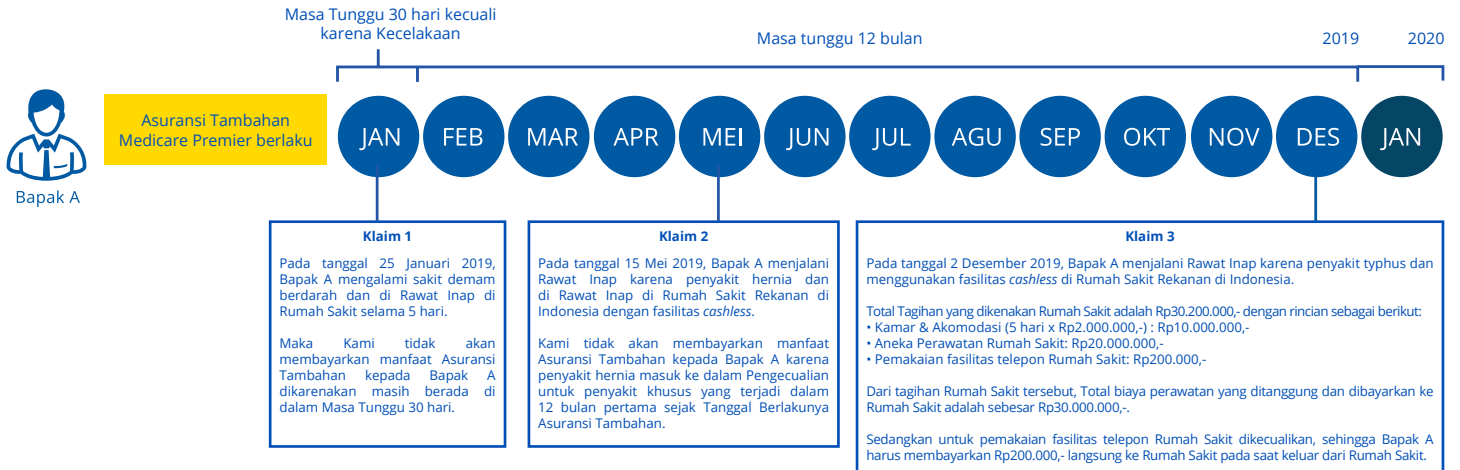 Masa Tunggu 30 hari kecuali
karena Kecelakaan
Masa tunggu 12 bulan
2019
2020
Asuransi Tambahan
Medicare Premier berlaku
JAN
FEB
MAR
APR
MEI
JUN
JUL
AGU
SEP
OKT
NOV
DES
JAN
Bapak A
Klaim 1
Pada tanggal 25 Januari 2019,
Bapak A mengalami sakit demam
berdarah dan di Rawat Inap di
Rumah Sakit selama 5 hari.
Maka Kami tidak akan
membayarkan manfaat Asuransi
Tambahan kepada Bapak A
dikarenakan masih berada di
dalam Masa Tunggu 30 hari.
Klaim 2
Pada tanggal 15 Mei 2019, Bapak A menjalani
Rawat Inap karena penyakit hernia dan
di Rawat Inap di Rumah Sakit Rekanan di
Indonesia dengan fasilitas cashless.
Kami tidak akan membayarkan manfaat
Asuransi Tambahan kepada Bapak A karena
penyakit hernia masuk ke dalam Pengecualian
untuk penyakit khusus yang terjadi dalam
12 bulan pertama sejak Tanggal Berlakunya
Asuransi Tambahan.
Klaim 3
Pada tanggal 2 Desember 2019, Bapak A menjalani Rawat Inap karena penyakit typhus dan
menggunakan fasilitas cashless di Rumah Sakit Rekanan di Indonesia.
Total Tagihan yang dikenakan Rumah Sakit adalah Rp30.200.000,- dengan rincian sebagai berikut:
• Kamar & Akomodasi (5 hari x Rp2.000.000,-) : Rp10.000.000,-
• Aneka Perawatan Rumah Sakit: Rp20.000.000,-
• Pemakaian fasilitas telepon Rumah Sakit: Rp200.000,-
Dari tagihan Rumah Sakit tersebut, Total biaya perawatan yang ditanggung dan dibayarkan ke
Rumah Sakit adalah sebesar Rp30.000.000,-.
Sedangkan untuk pemakaian fasilitas telepon Rumah Sakit dikecualikan, sehingga Bapak A
harus membayarkan Rp200.000,- langsung ke Rumah Sakit pada saat keluar dari Rumah Sakit.